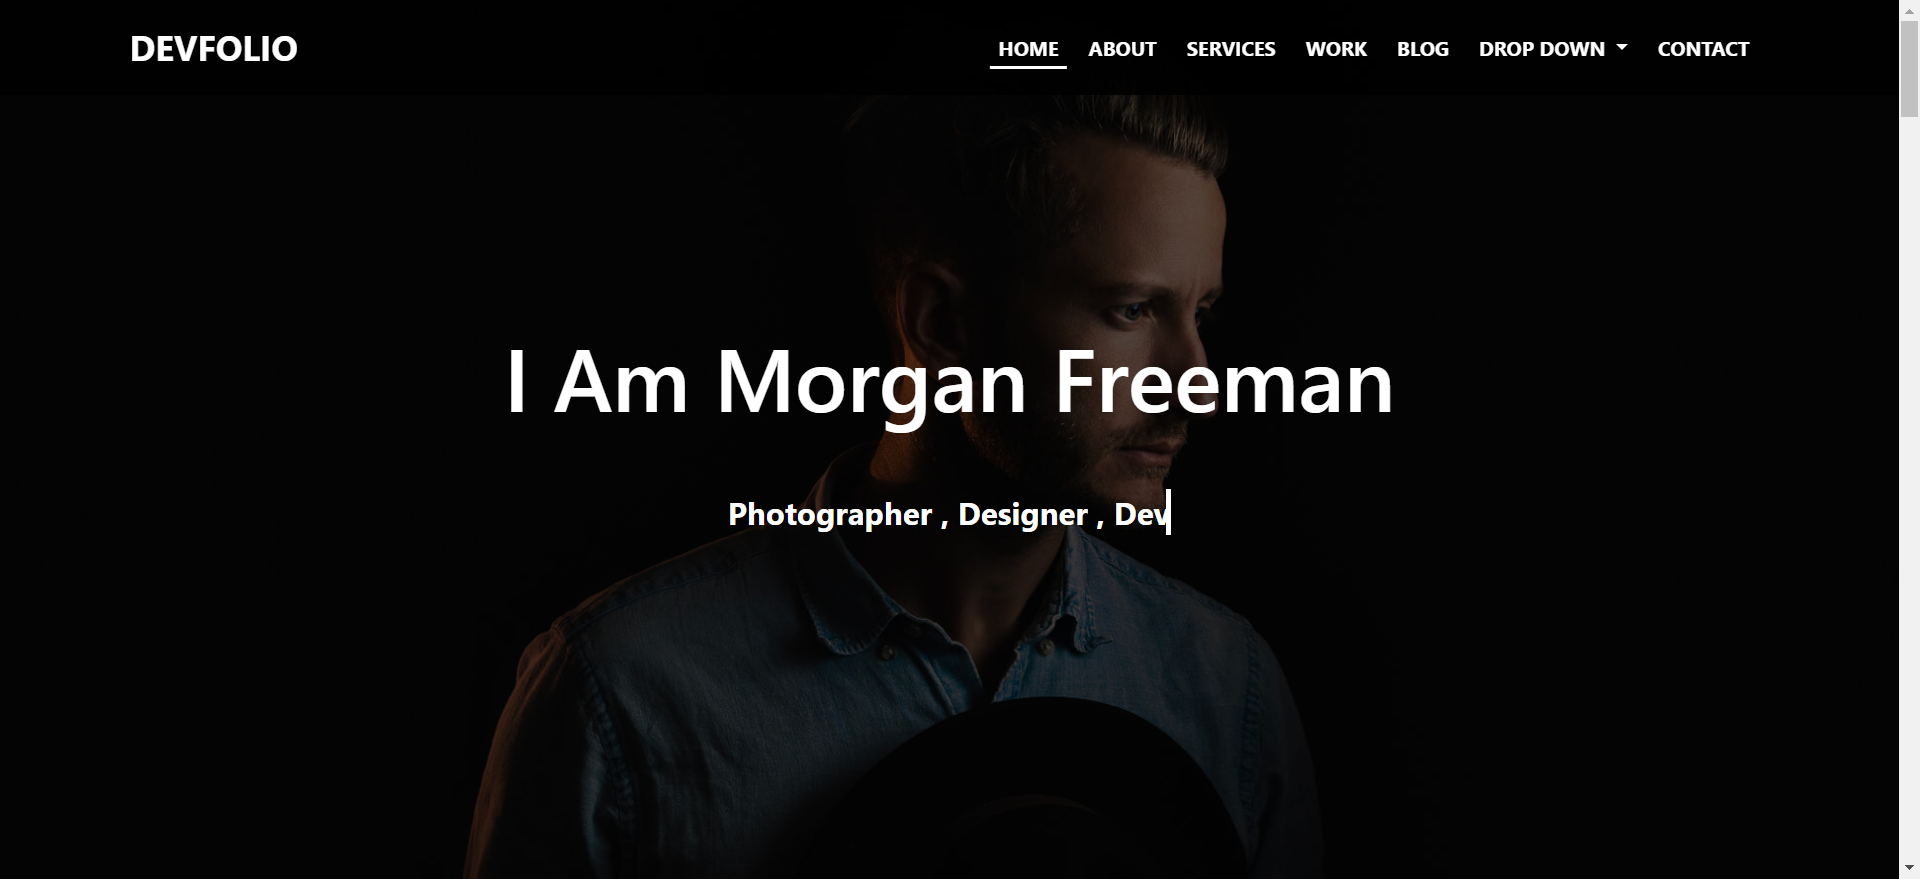 DEVFOLIO
HOME ABOUT SERVICES WORK BLOG DROP DOWN CONTACT
I Am Morgan Freeman
Photographer , Designer , Dev